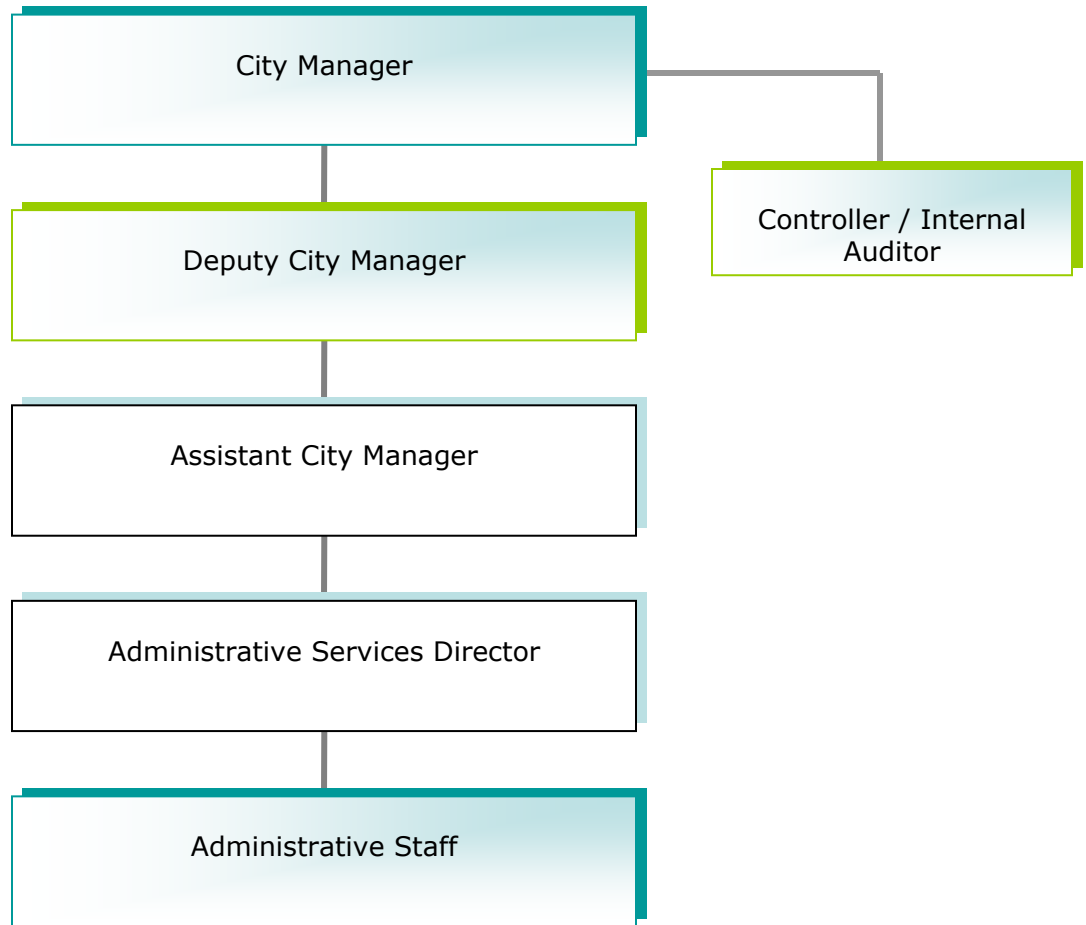 City Manager
Controller / Internal
Auditor
Deputy City Manager
Assistant City Manager
Administrative Services Director
Administrative Staff